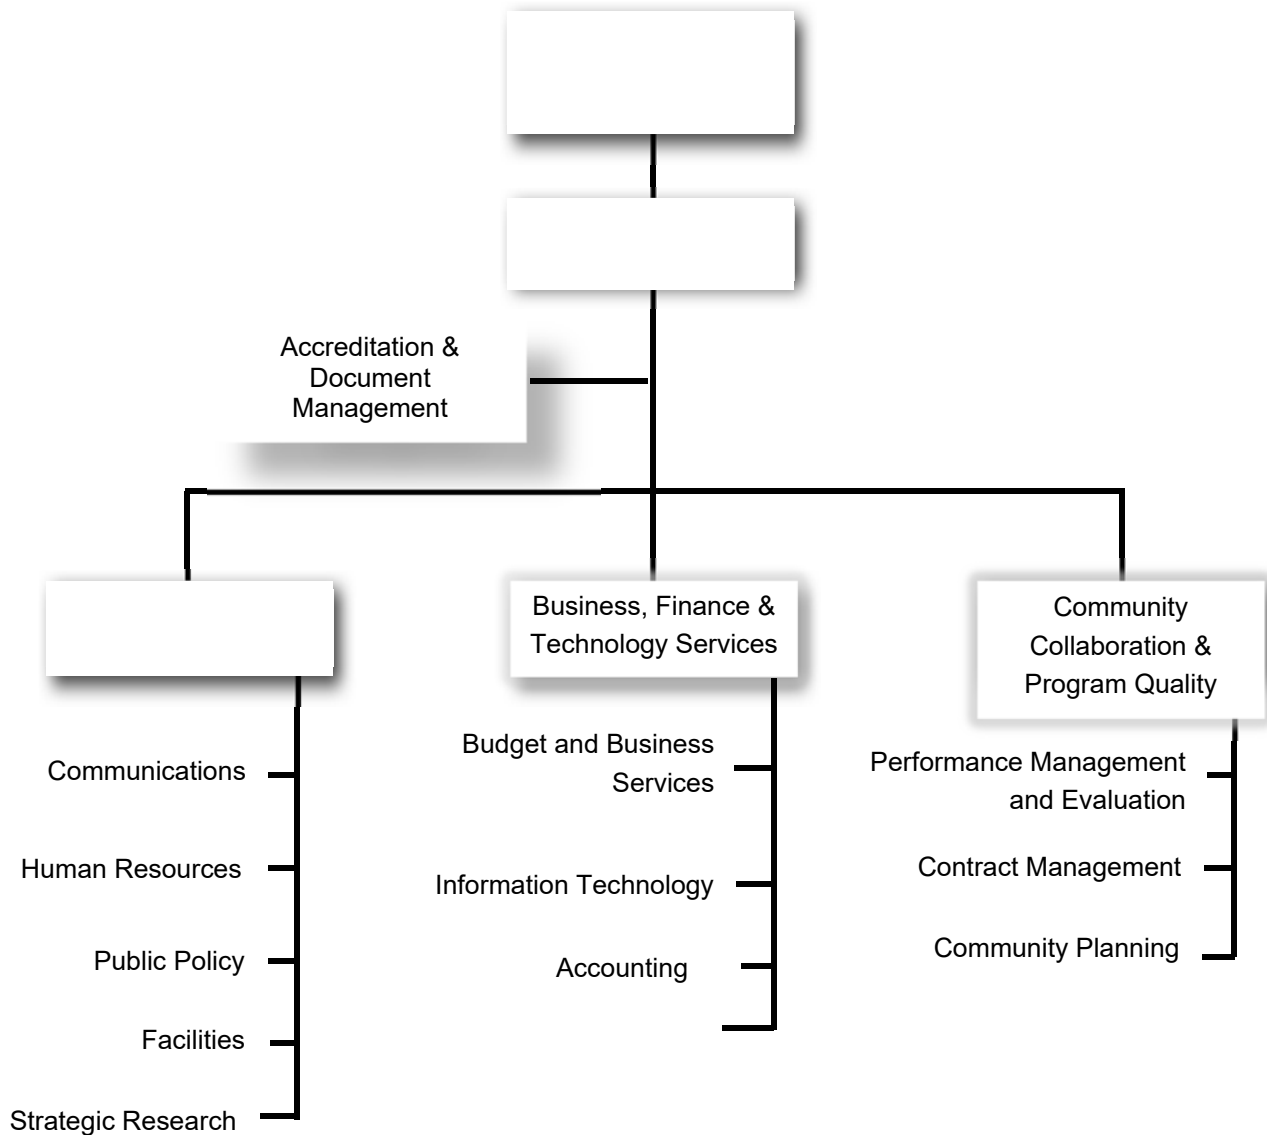 Accreditation &
Document
Management
Communications
Human Resources
Public Policy
Facilities
Strategic Research
Business, Finance &
Technology Services
Budget and Business
Services
Information Technology
Accounting
Community
Collaboration &
Program Quality
Performance Management
and Evaluation
Contract Management
Community Planning